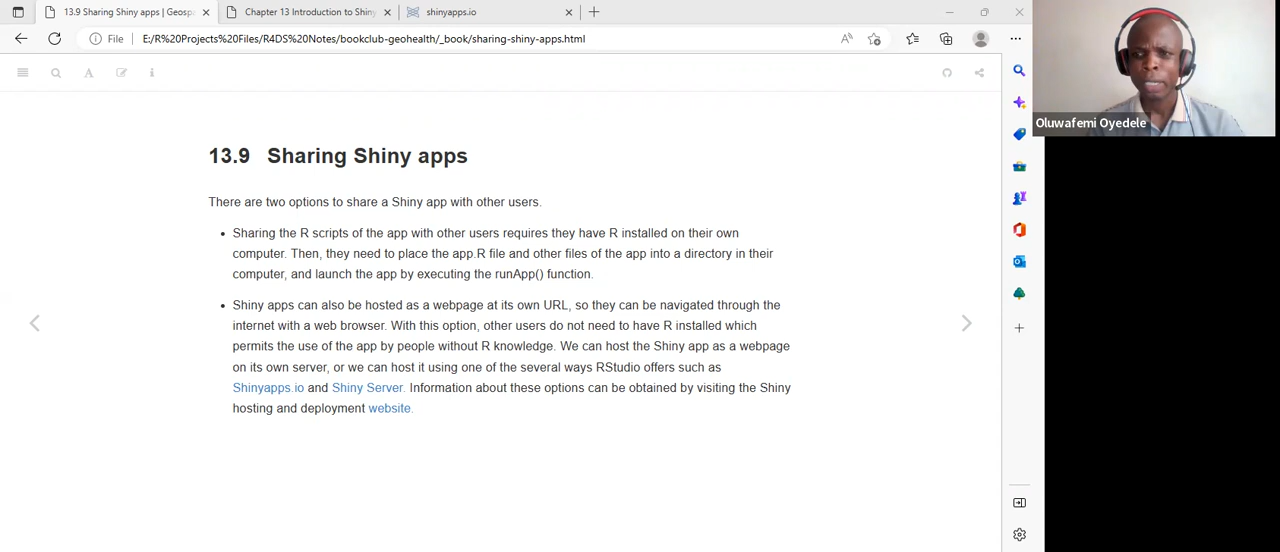 13.9 Sharing Shiny apps | Geospa
Chapter 13 Introduction to Shiny
shinyapps.io
File
E:/R%20Projects%20Files/R4DS%20Notes/bookclub-geohealth/_book/sharing-shiny-apps.html
Oluwafemi Oyedele
13.9 Sharing Shiny apps
There are two options to share a Shiny app with other users.
• Sharing the R scripts of the app with other users requires they have R installed on their own
computer. Then, they need to place the app.R file and other files of the app into a directory in their
computer, and launch the app by executing the runApp() function.
• Shiny apps can also be hosted as a webpage at its own URL, so they can be navigated through the
internet with a web browser. With this option, other users do not need to have R installed which
permits the use of the app by people without R knowledge. We can host the Shiny app as a webpage
on its own server, or we can host it using one of the several ways RStudio offers such as
Shinyapps.io and Shiny Server. Information about these options can be obtained by visiting the Shiny
hosting and deployment website.